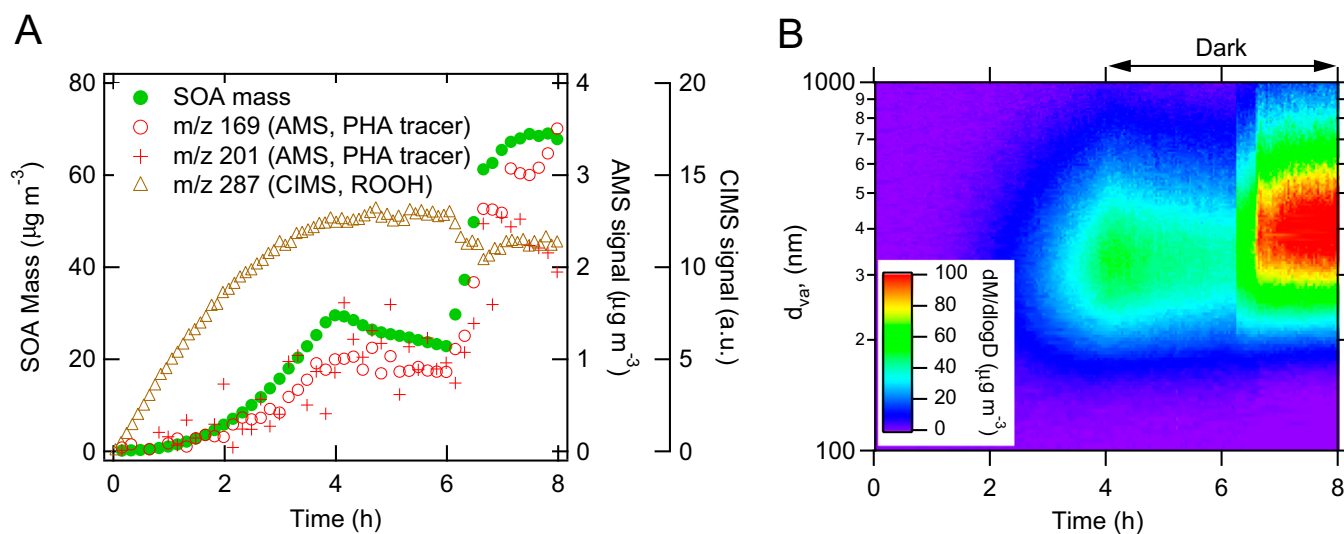 A
SOA mass
m/z 169 (AMS, PHA tracer)
m/z 201 (AMS, PHA tracer)
m/z 287 (CIMS, ROOH)
SOA Mass (µg m-3)
80
60
40
20
0
4
3
2
1
0
AMS signal (µg m-3)
20
15
10
5
0
CIMS signal (a.u.)
0 2 4 6 8
Time (h)
B
Dark
dva, (nm)
1000
9
8
7
6
5
4
3
2
100
100
80
60
40
20
0
dM/dlogD (µg m-3)
0 2 4 6 8
Time (h)